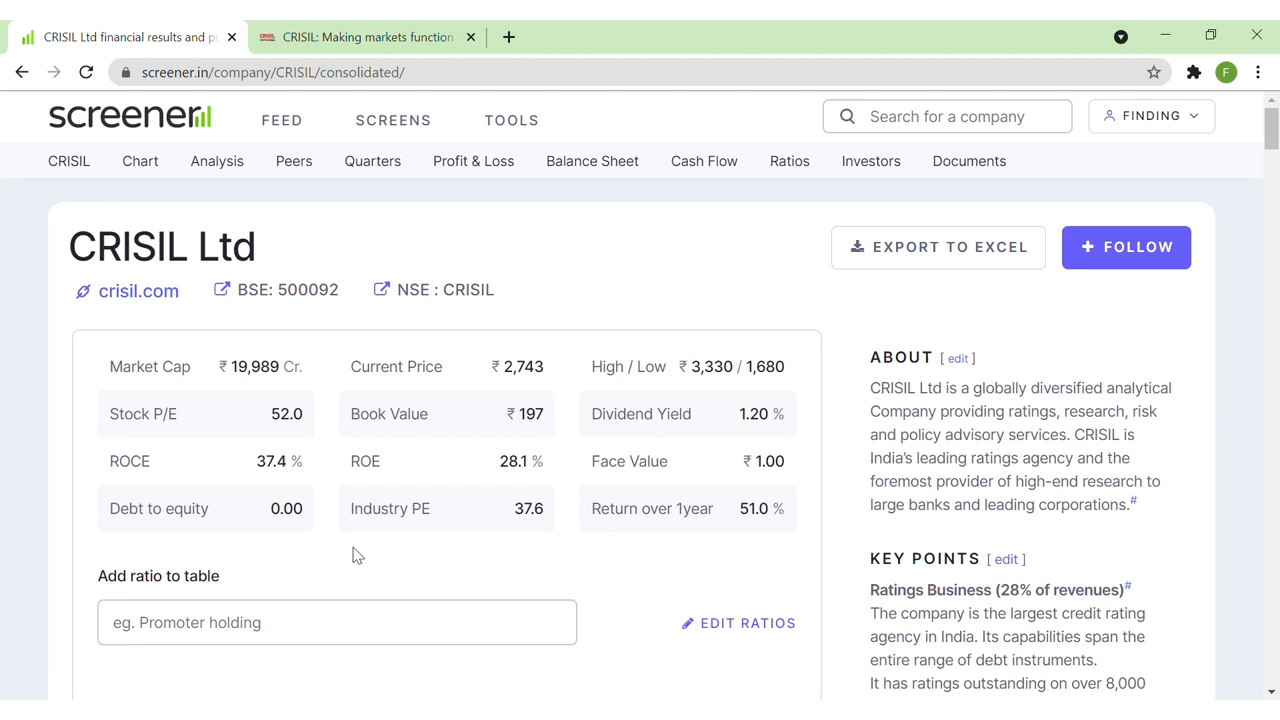 CRISIL Ltd financial results and p
CRISIL: Making markets function
screener.in/company/CRISIL/consolidated/
F
screener
FEED
SCREENS
TOOLS
Search for a company
FINDING
CRISIL
Chart
Analysis
Peers
Quarters
Profit & Loss
Balance Sheet
Cash Flow
Ratios
Investors
Documents
CRISIL Ltd
EXPORT TO EXCEL
+ FOLLOW
crisil.com
BSE: 500092
NSE : CRISIL
Market Cap ₹ 19,989 Cr.
Current Price ₹ 2,743
High / Low ₹ 3,330 / 1,680
Stock P/E 52.0
Book Value ₹ 197
Dividend Yield 1.20 %
ROCE 37.4 %
ROE 28.1 %
Face Value ₹ 1.00
Debt to equity 0.00
Industry PE 37.6
Return over 1year 51.0 %
Add ratio to table
eg. Promoter holding
EDIT RATIOS
ABOUT [ edit ]
CRISIL Ltd is a globally diversified analytical
Company providing ratings, research, risk
and policy advisory services. CRISIL is
India's leading ratings agency and the
foremost provider of high-end research to
large banks and leading corporations.#
KEY POINTS [ edit ]
Ratings Business (28% of revenues)#
The company is the largest credit rating
agency in India. Its capabilities span the
entire range of debt instruments.
It has ratings outstanding on over 8,000